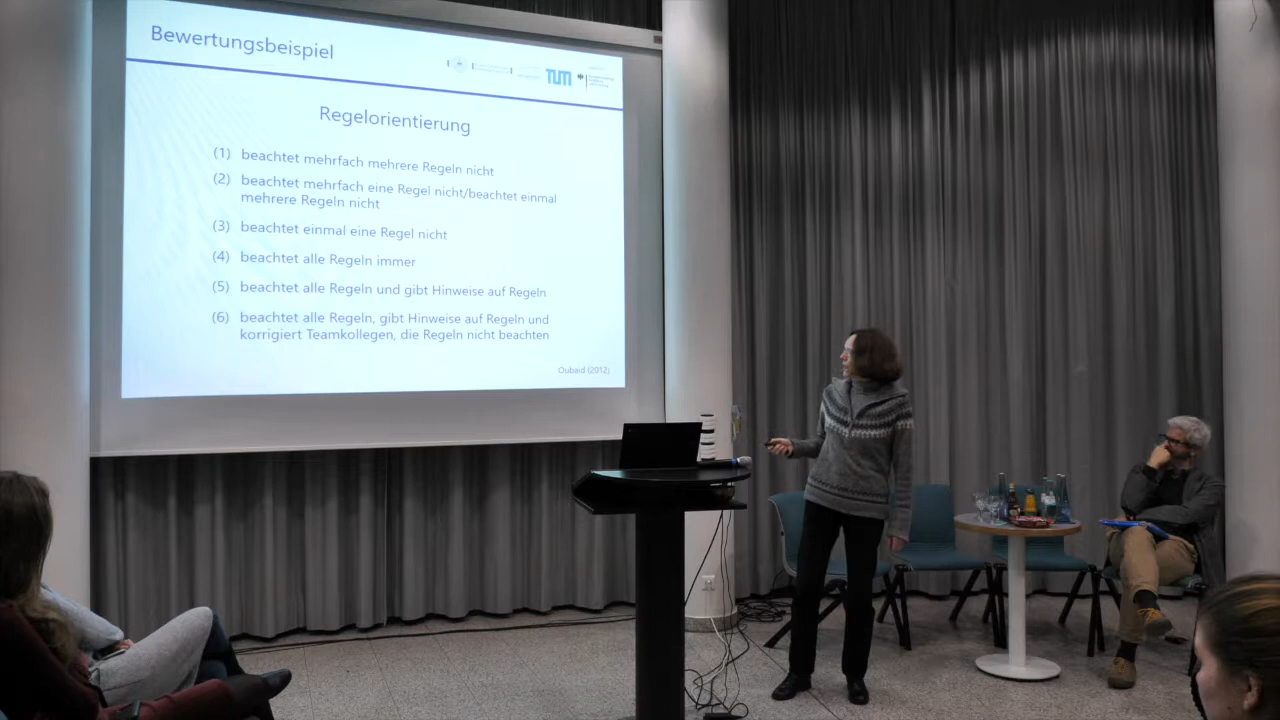 Bewertungsbeispiel
TUM
Regelorientierung
(1) beachtet mehrfach mehrere Regeln nicht
(2) beachtet mehrfach eine Regel nicht/beachtet einmal
mehrere Regeln nicht
(3) beachtet einmal eine Regel nicht
(4) beachtet alle Regeln immer
(5) beachtet alle Regeln und gibt Hinweise auf Regeln
(6) beachtet alle Regeln, gibt Hinweise auf Regeln und
korrigiert Teamkollegen, die Regeln nicht beachten
Oubaid (2012)